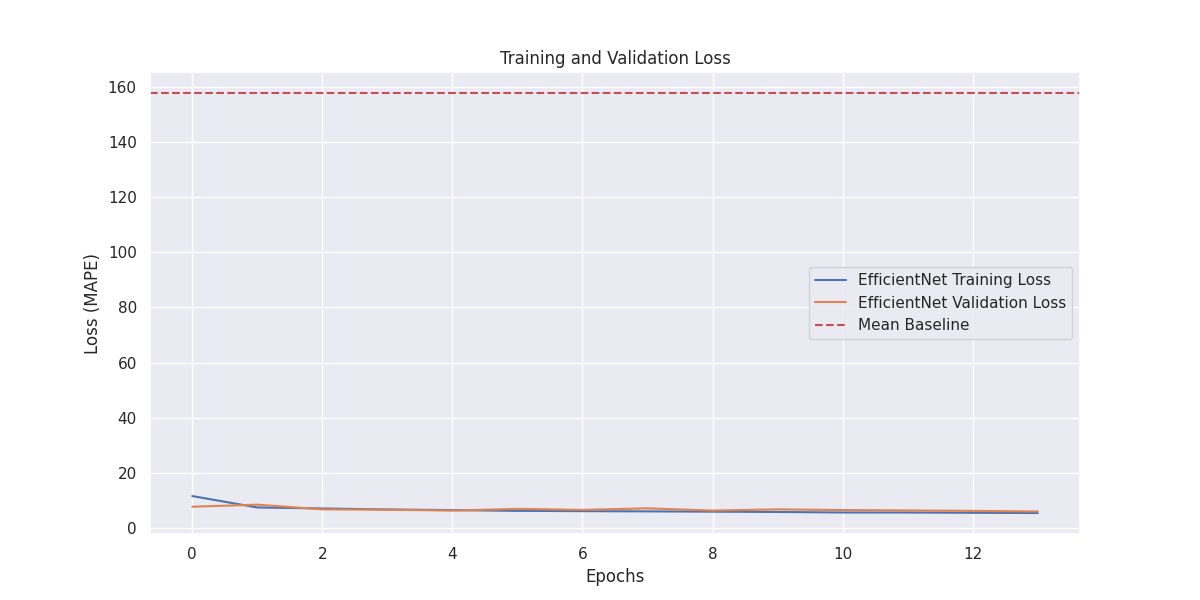 Training and Validation Loss
160
140
120
100
80
60
40
20
0
Loss (MAPE)
EfficientNet Training Loss
EfficientNet Validation Loss
Mean Baseline
0 2 4 6 8 10 12
Epochs